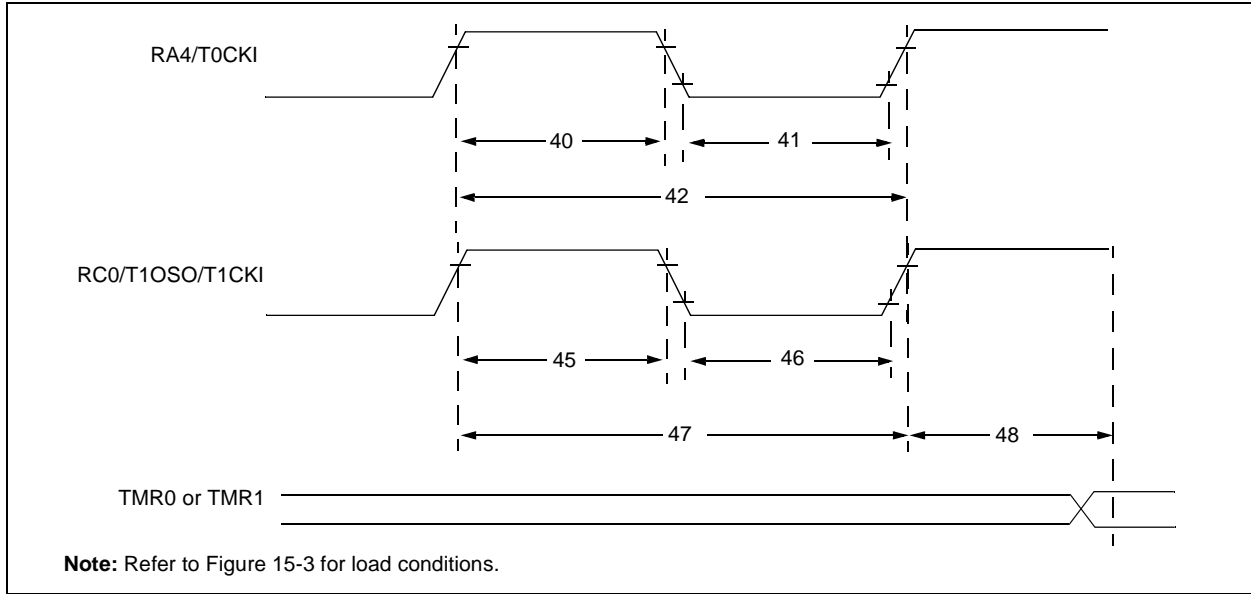 RA4/T0CKI
40
41
42
RC0/T1OSO/T1CKI
45
46
47
48
TMR0 or TMR1
Note: Refer to Figure 15-3 for load conditions.